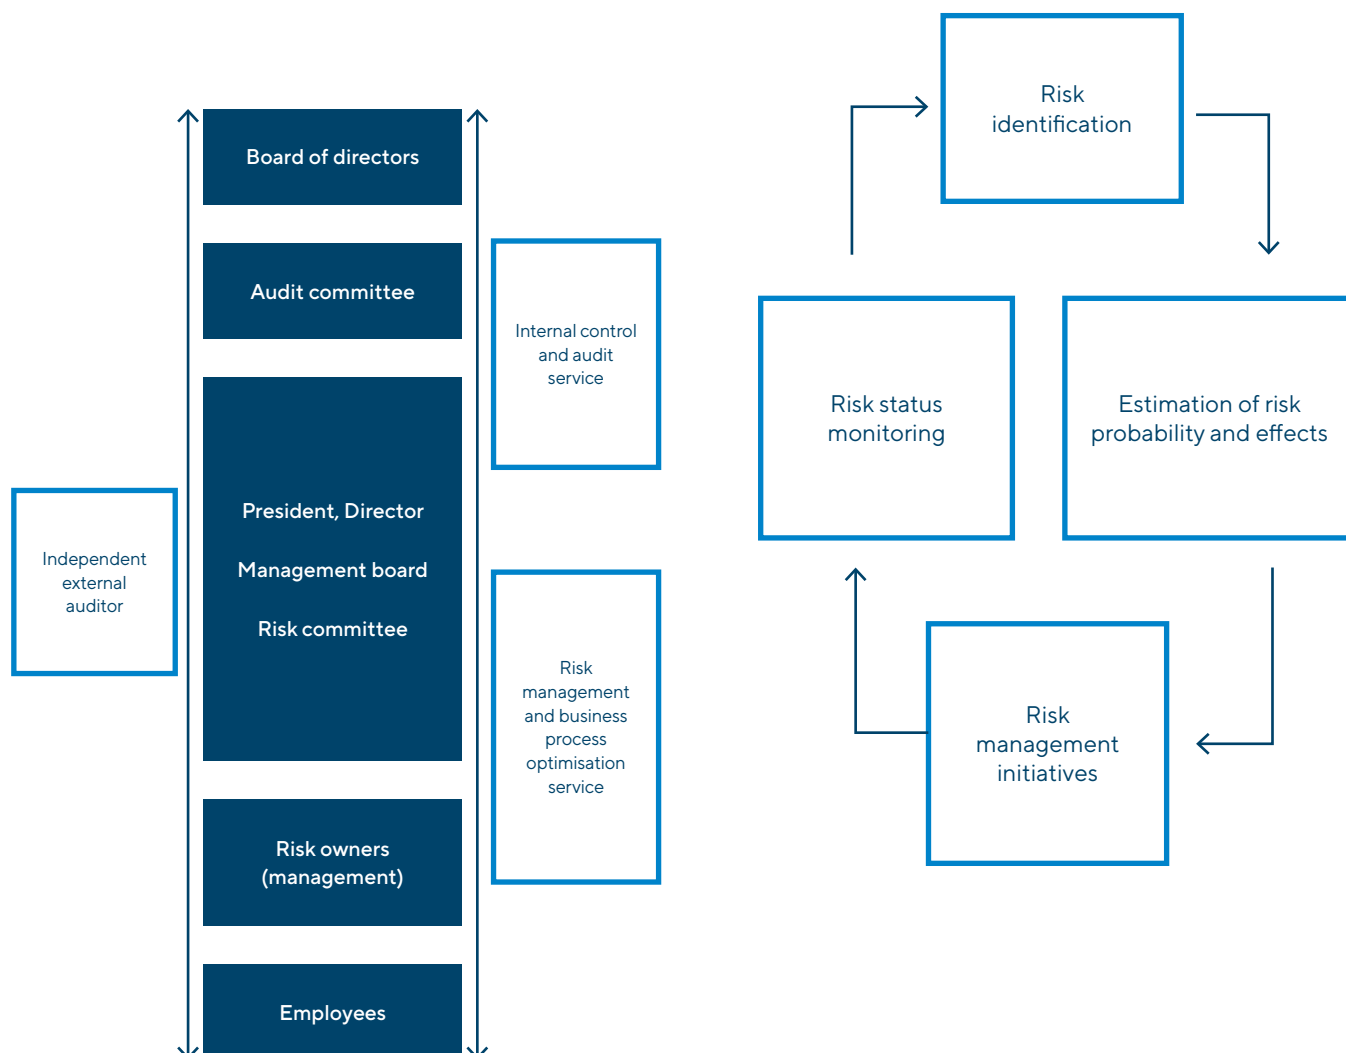 Board of directors
Audit committee
President, Director
Management board
Risk committee
Risk owners
(management)
Employees
Independent
external
auditor
Internal control
and audit
service
Risk
management
and business
process
optimisation
service
Risk
identification
Estimation of risk
probability and effects
Risk
management
initiatives
Risk status
monitoring